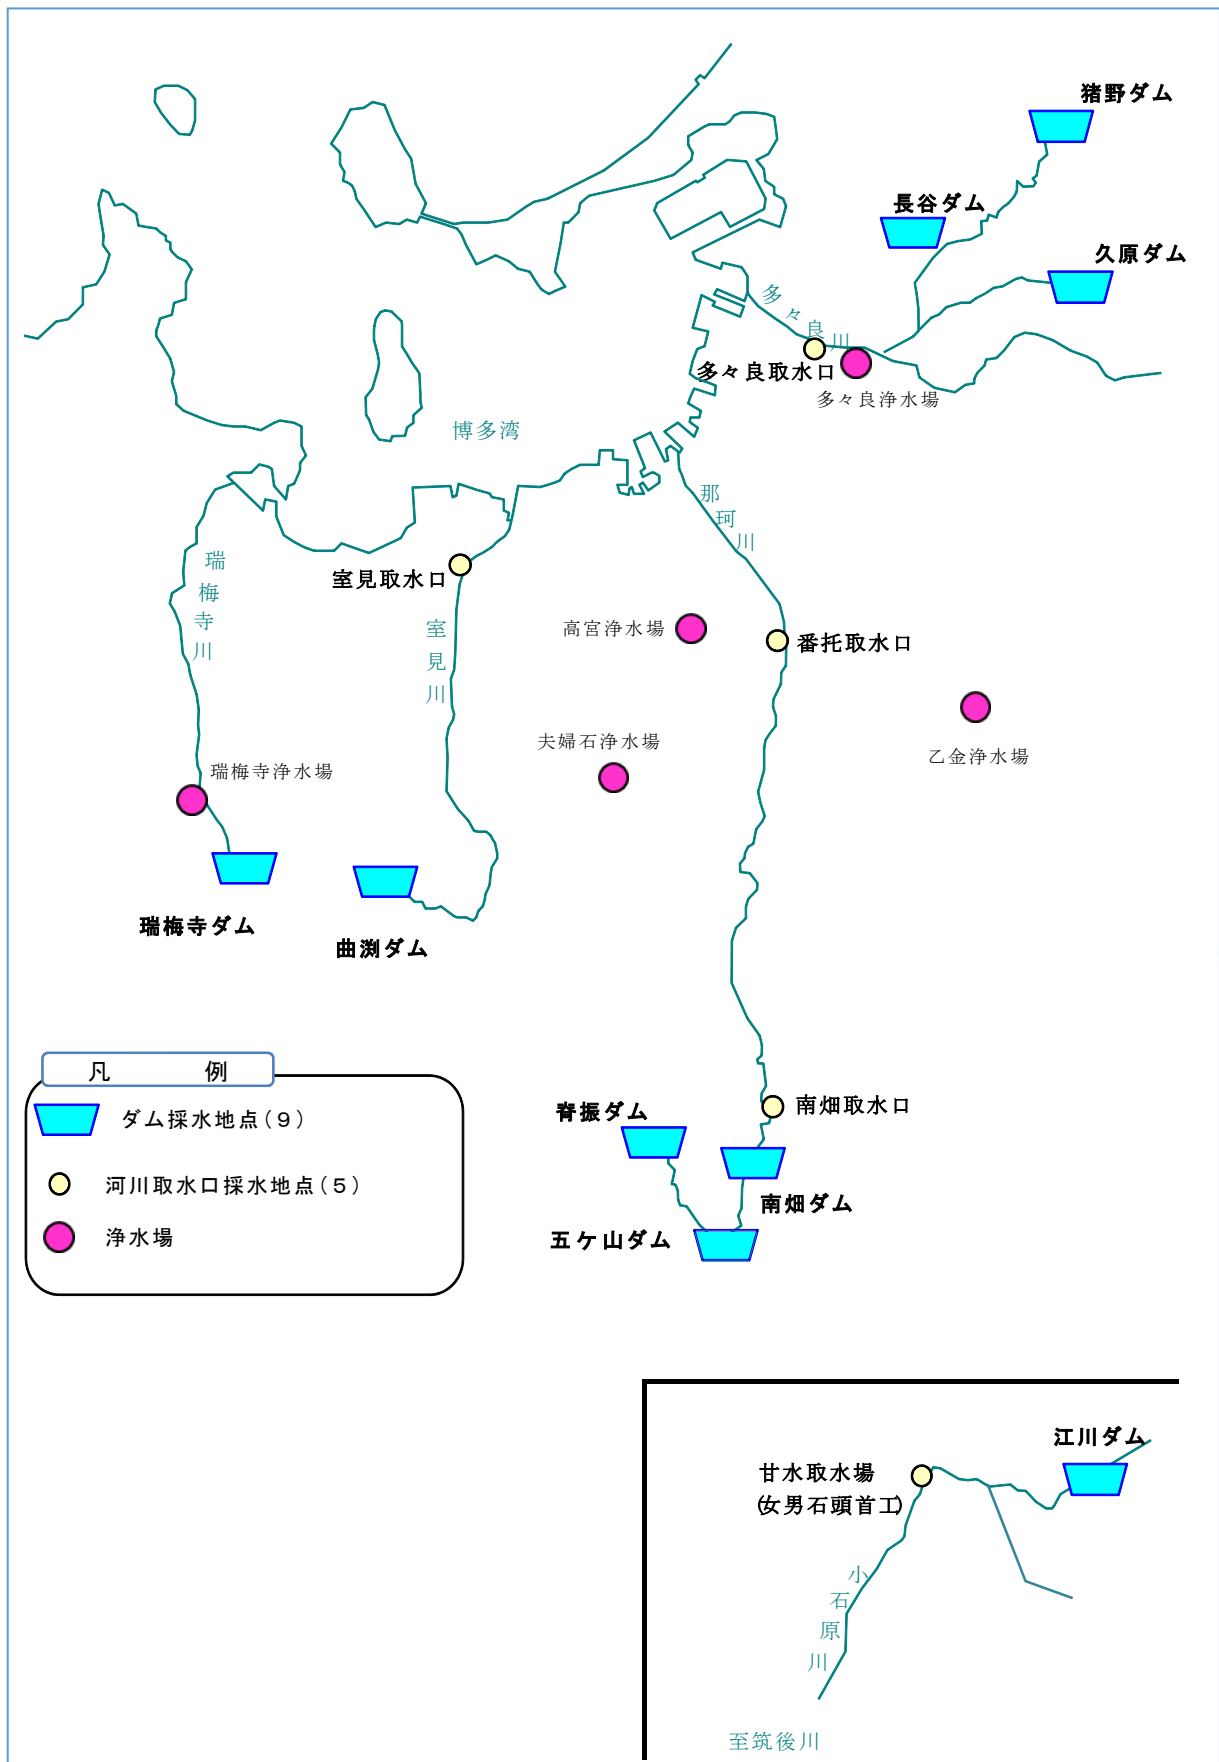 猪野ダム
長谷ダム
久原ダム
多々良川
多々良取水口
多々良浄水場
博多湾
那珂川
瑞梅寺川
室見取水口
室見川
高宮浄水場
番托取水口
夫婦石浄水場
乙金浄水場
瑞梅寺浄水場
瑞梅寺ダム
曲渕ダム
凡 例
ダム採水地点(9)
河川取水口採水地点(5)
浄水場
脊振ダム
南畑取水口
南畑ダム
五ケ山ダム
江川ダム
甘水取水場
(女男石頭首工)
小石原川
至筑後川